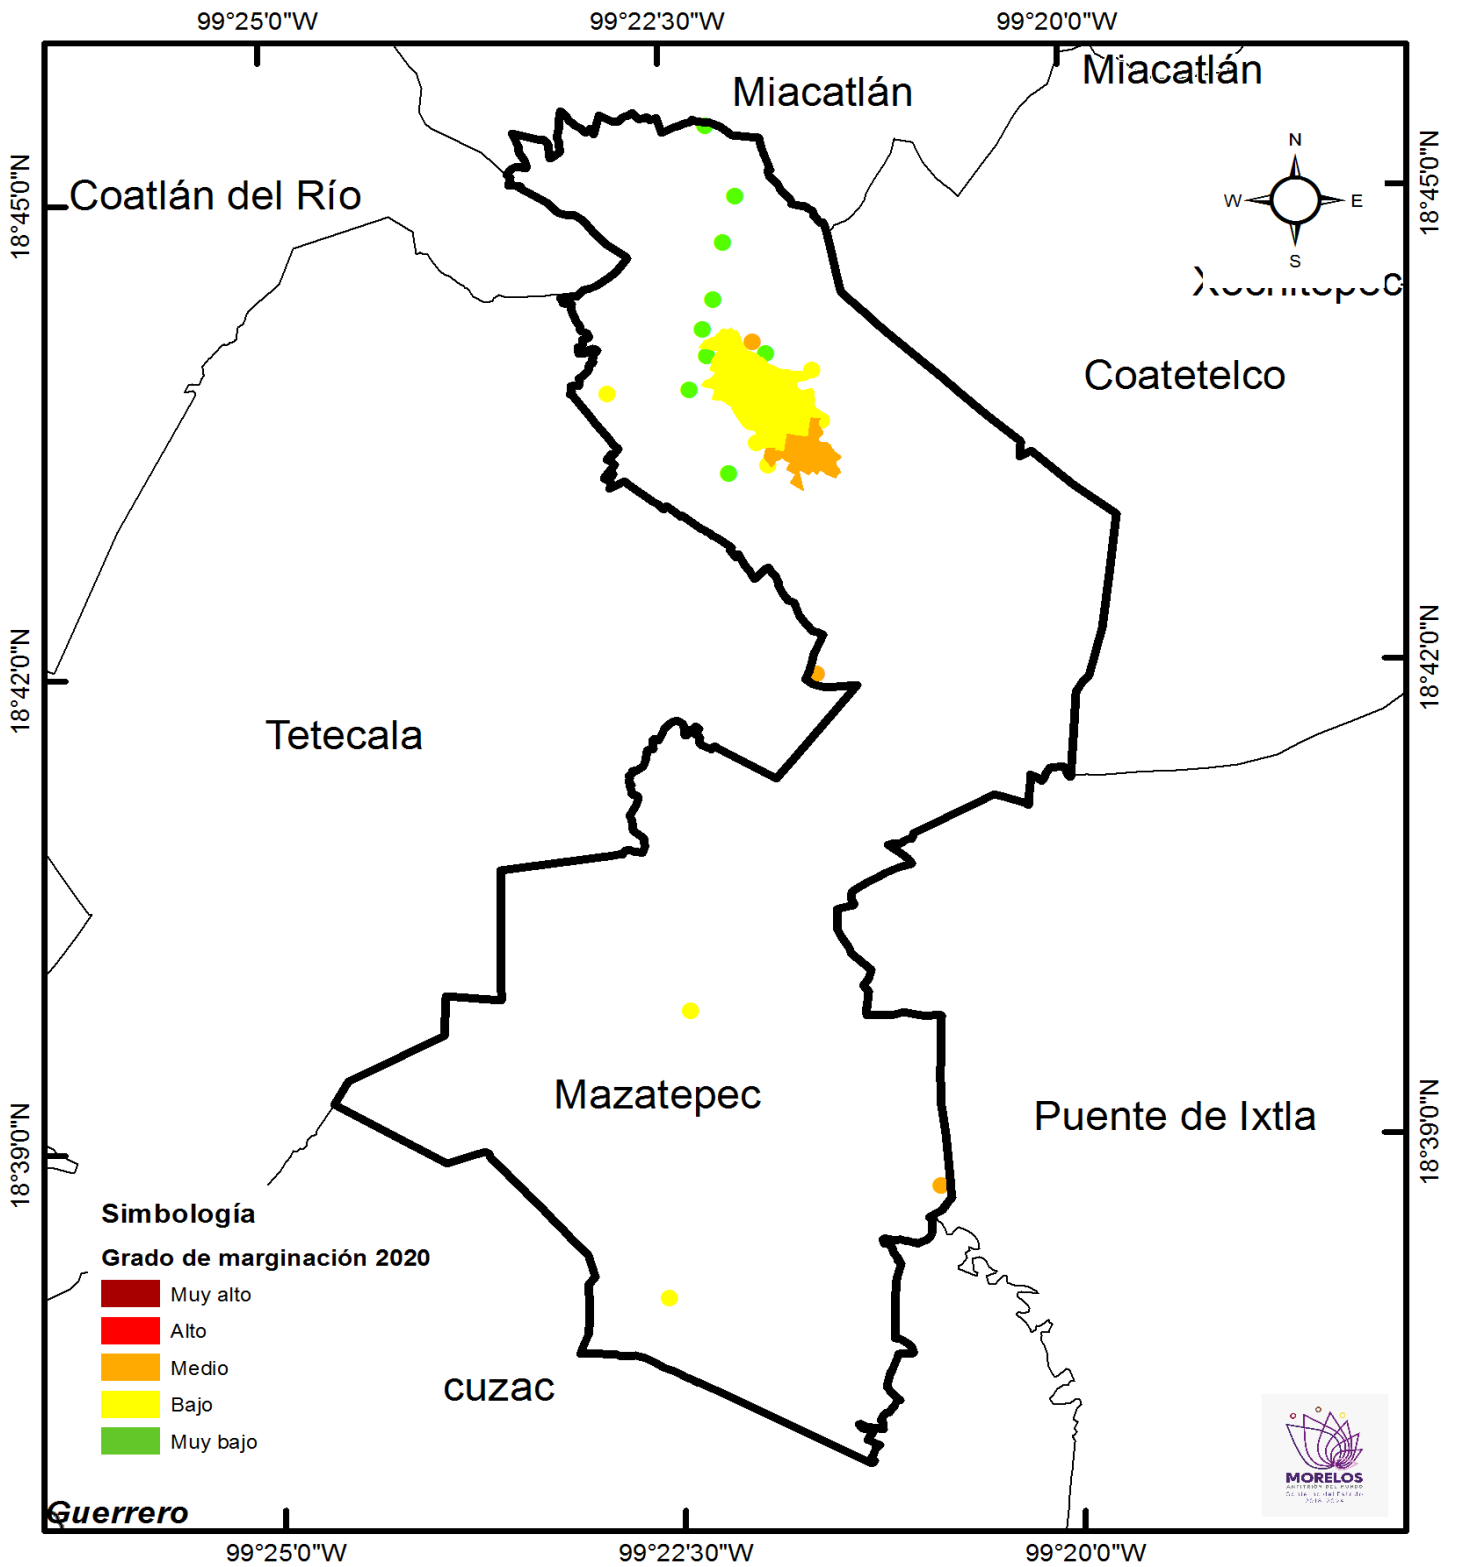 99°25'0"W
99°22'30"W
99°20'0"W
Miacatlán
Miacatlán
N
W
E
S
18°45'0"N
18°45'0"N
Coatlán del Río
Coatetelco
18°42'0"N
18°42'0"N
Tetecala
Mazatepec
Puente de Ixtla
18°39'0"N
18°39'0"N
Simbología
Grado de marginación 2020
Muy alto
Alto
Medio
Bajo
Muy bajo
cuzac
MORELOS
2018-2024
Guerrero
99°25'0"W
99°22'30"W
99°20'0"W